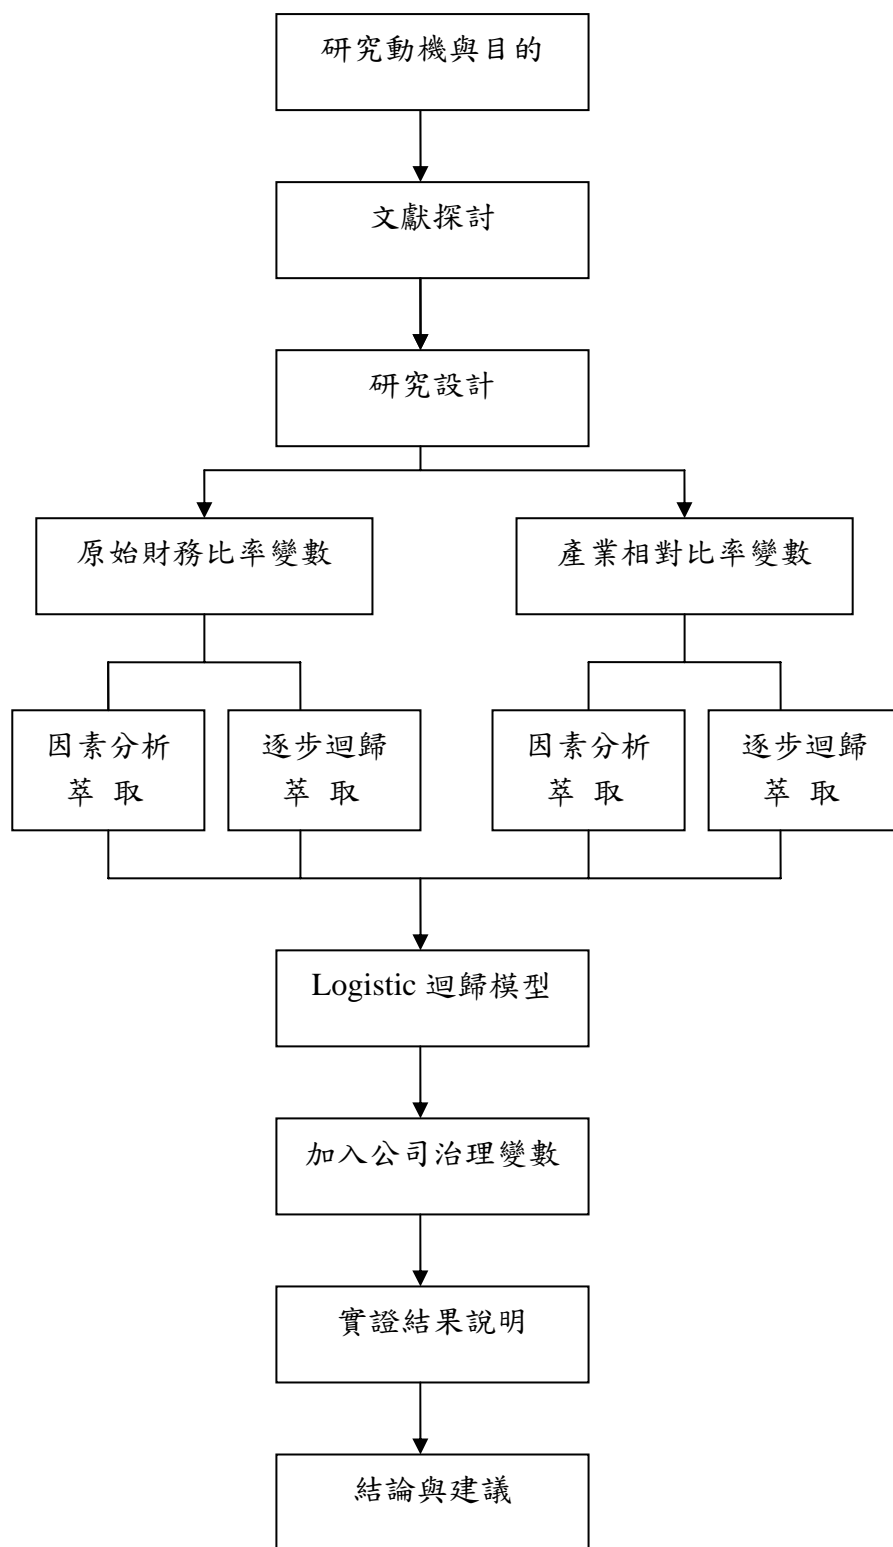 研究動機與目的
文獻探討
研究設計
原始財務比率變數
產業相對比率變數
因素分析
萃 取
逐步迴歸
萃 取
因素分析
萃 取
逐步迴歸
萃 取
Logistic 迴歸模型
加入公司治理變數
實證結果說明
結論與建議